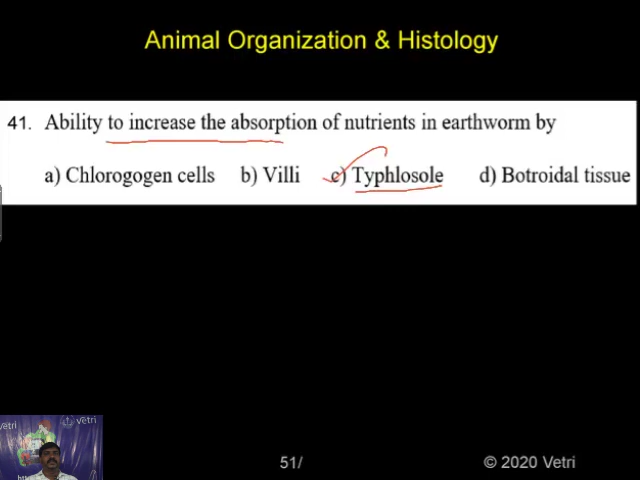 Animal Organization & Histology
41. Ability to increase the absorption of nutrients in earthworm by
a) Chlorogogen cells b) Villi c) Typhlosole d) Botroidal tissue
vetri
51/
© 2020 Vetri